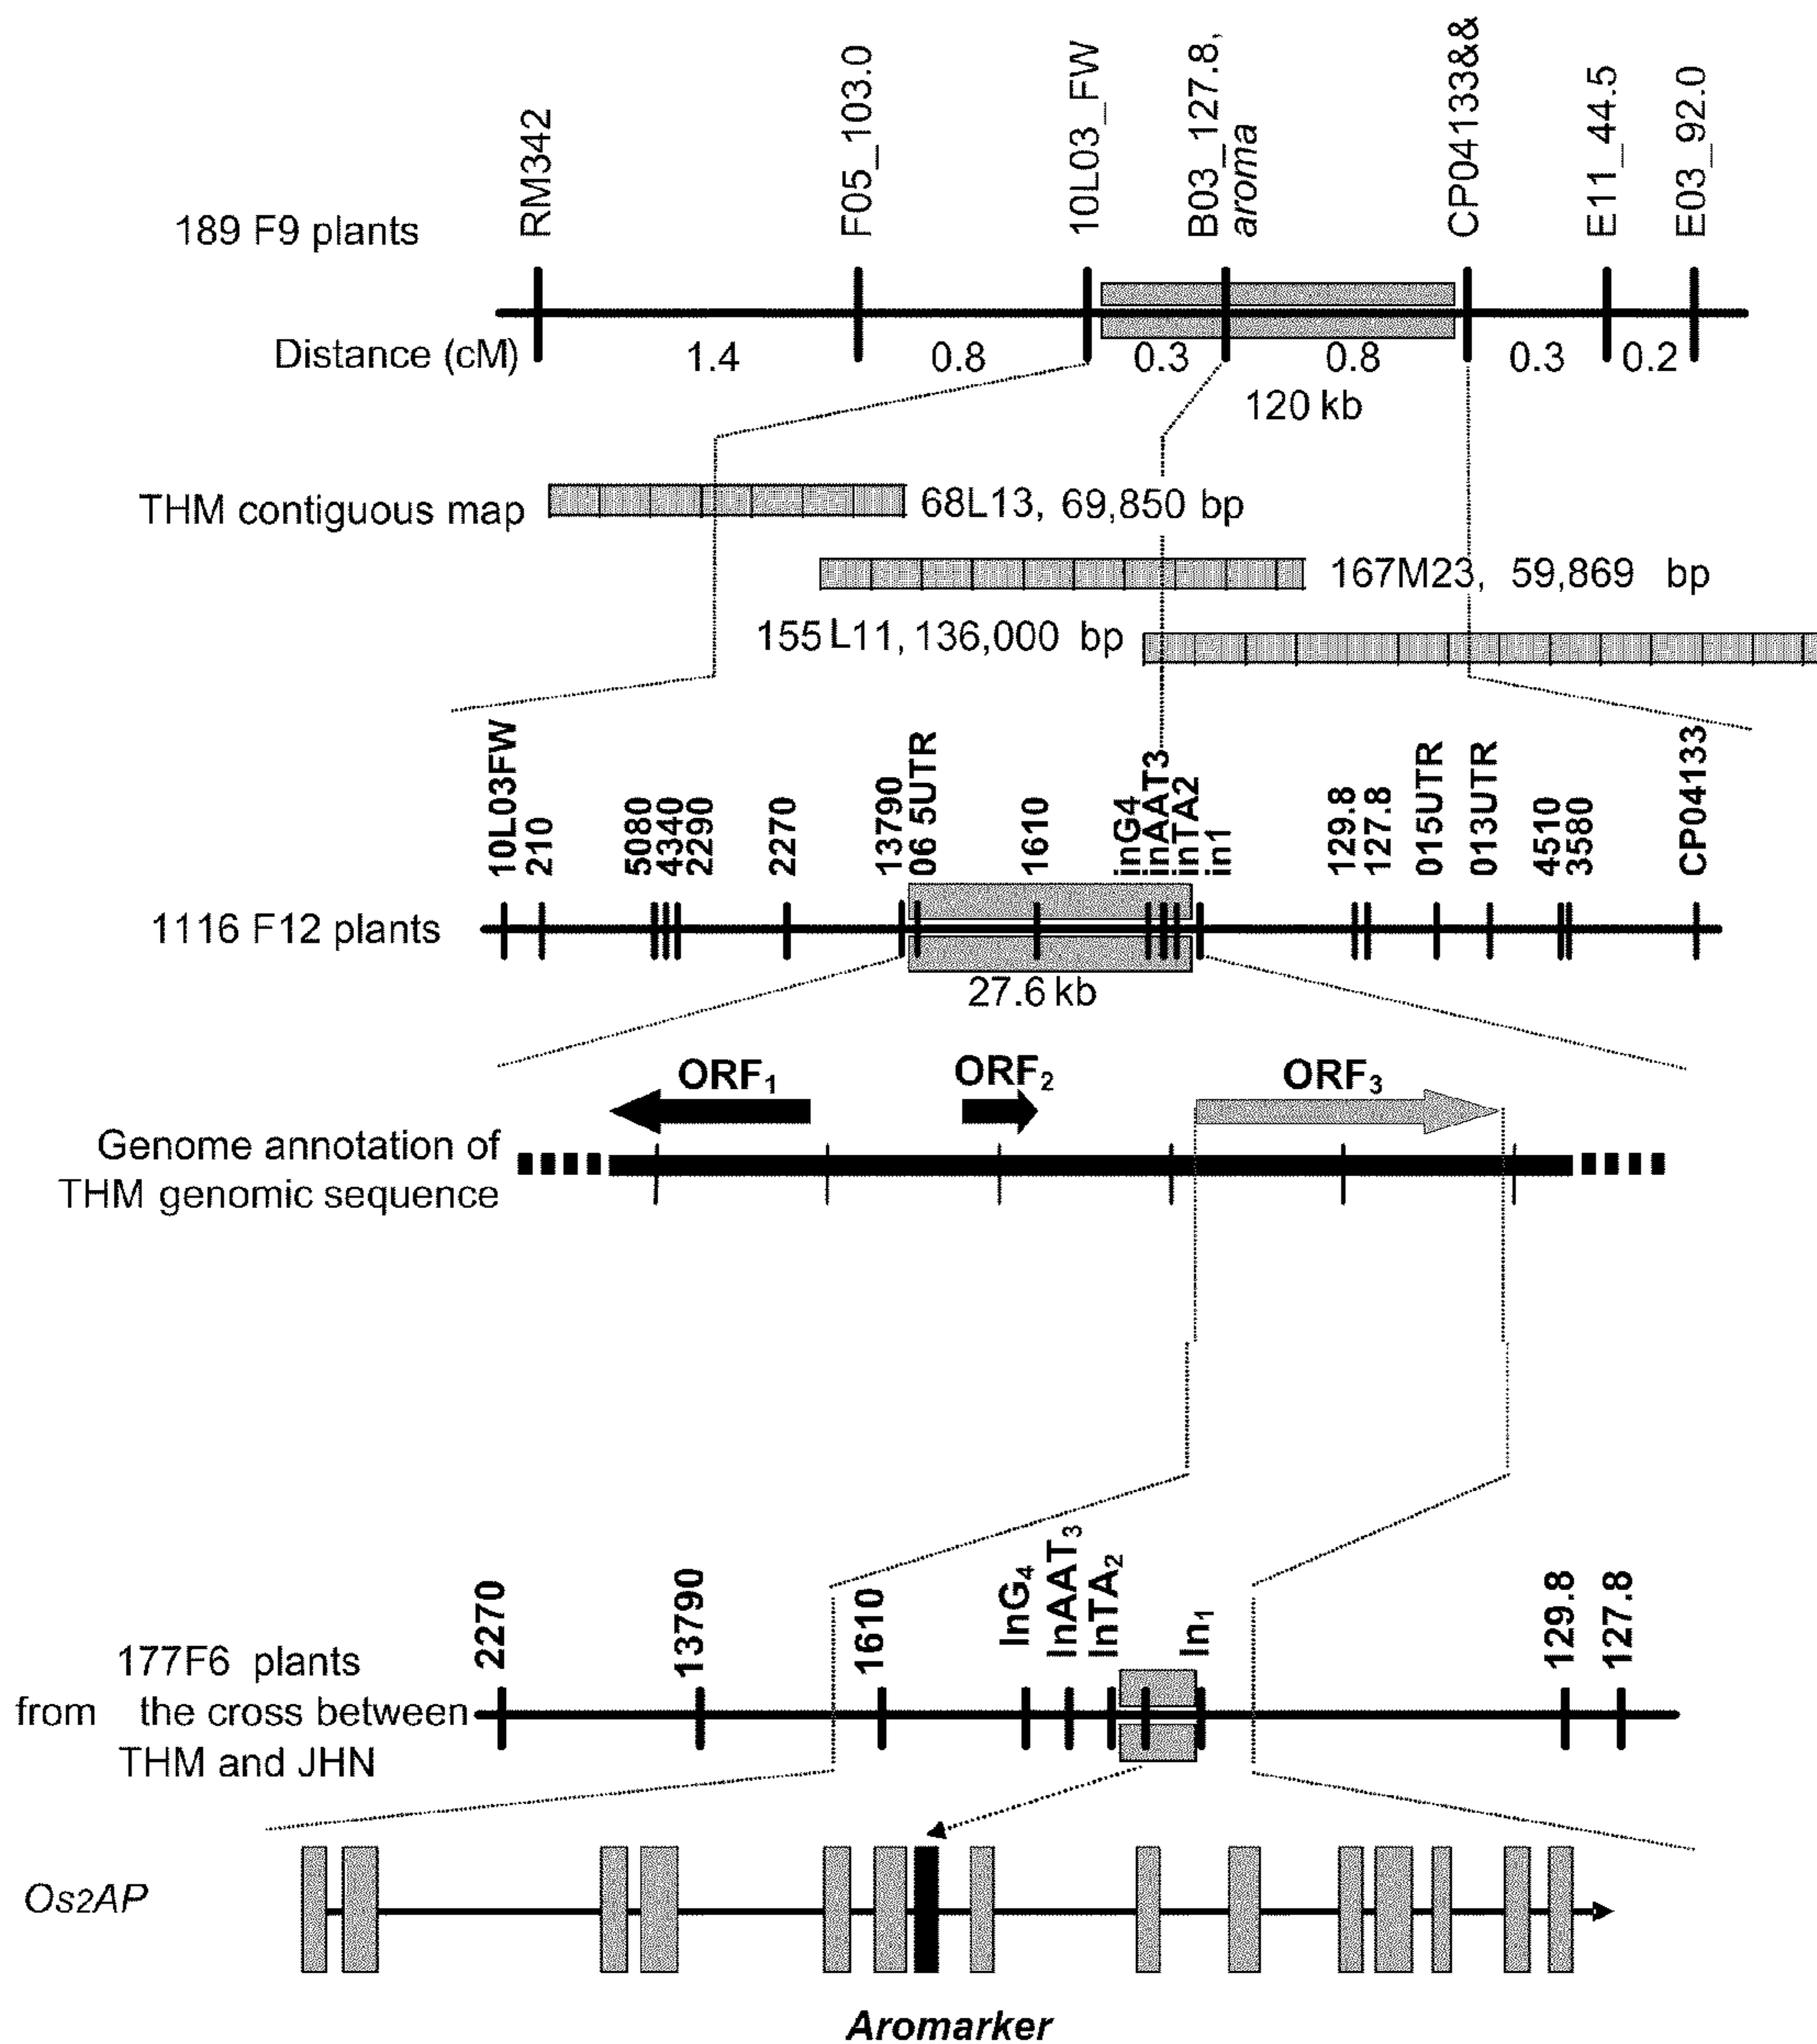 RM342
F05_103.0
10L03_FW
B03_127.8,
aroma
CP04133&&
E11_44.5
E03_92.0
189 F9 plants
Distance (cM)
1.4
0.8
0.3
0.8
0.3
0.2
120 kb
THM contiguous map
68L13, 69,850 bp
167M23, 59,869 bp
155 L11, 136,000 bp
10L03FW
210
5080
4340
2290
2270
13790
06 5UTR
1610
inG4
inAAT3
inTA2
in1
129.8
127.8
015UTR
013UTR
4510
3580
CP04133
1116 F12 plants
27.6 kb
ORF1
ORF2
ORF3
Genome annotation of
THM genomic sequence
2270
13790
1610
InG4
InAAT3
InTA2
In1
129.8
127.8
177F6 plants
from the cross between
THM and JHN
Os2AP
Aromarker